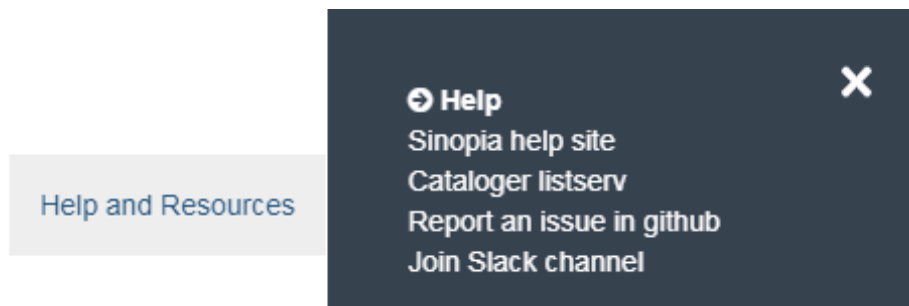 Help and Resources
Help
Sinopia help site
Cataloger listserv
Report an issue in github
Join Slack channel